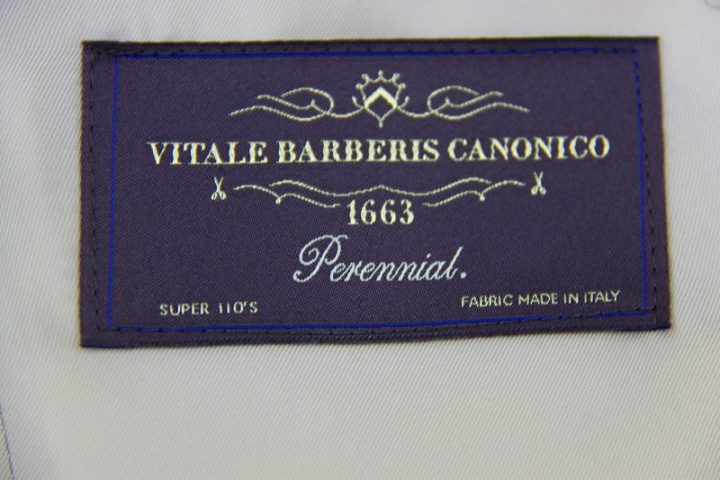 VITALE BARBERIS CANONICO
1663
Perennial.
SUPER 110'S
FABRIC MADE IN ITALY